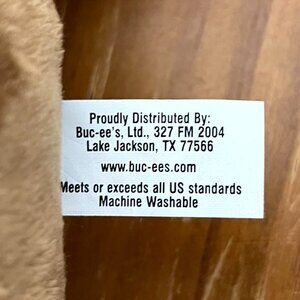 Proudly Distributed By:
Buc-ee's, Ltd., 327 FM 2004
Lake Jackson, TX 77566
www.buc-ees.com
Meets or exceeds all US standards
Machine Washable